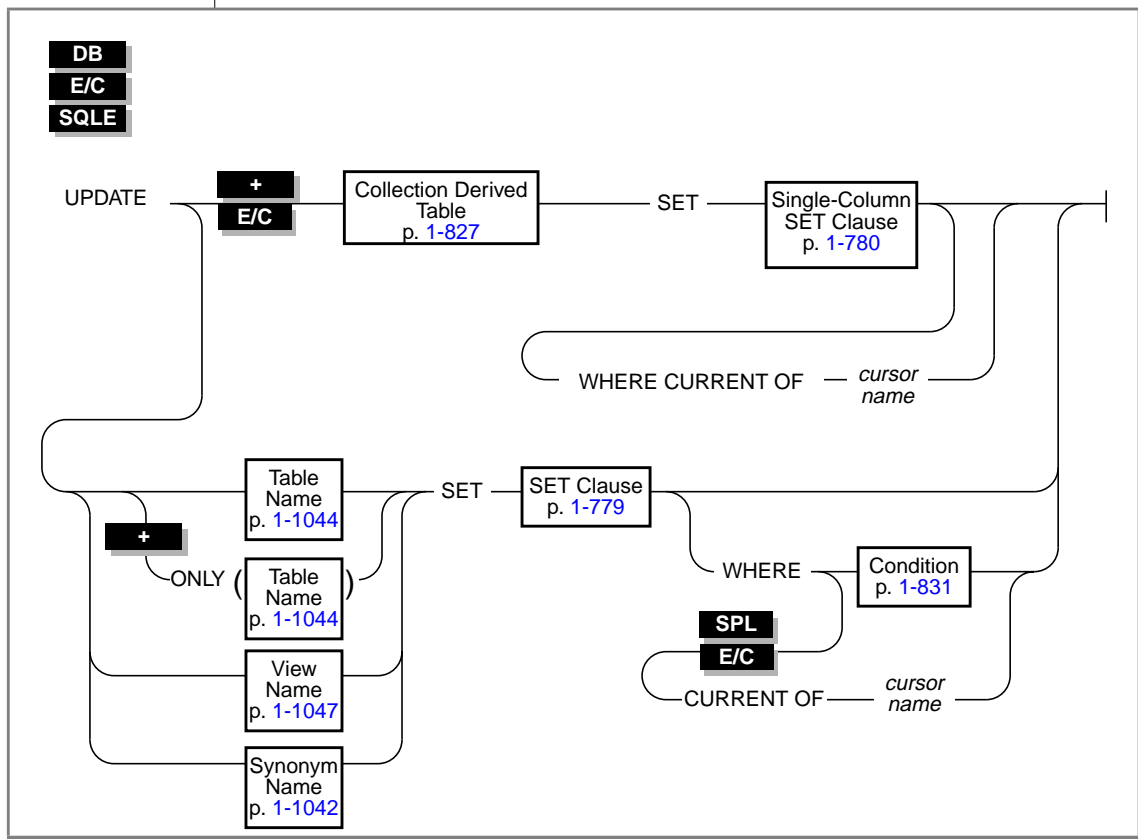 DB
E/C
SQLE
UPDATE
+
E/C
Collection Derived
Table
p. 1-827
SET
Single-Column
SET Clause
p. 1-780
WHERE CURRENT OF
cursor
name
Table
Name
p. 1-1044
SET
SET Clause
p. 1-779
+
ONLY (
Table
Name
p. 1-1044
)
WHERE
Condition
p. 1-831
SPL
E/C
CURRENT OF
cursor
name
View
Name
p. 1-1047
Synonym
Name
p. 1-1042